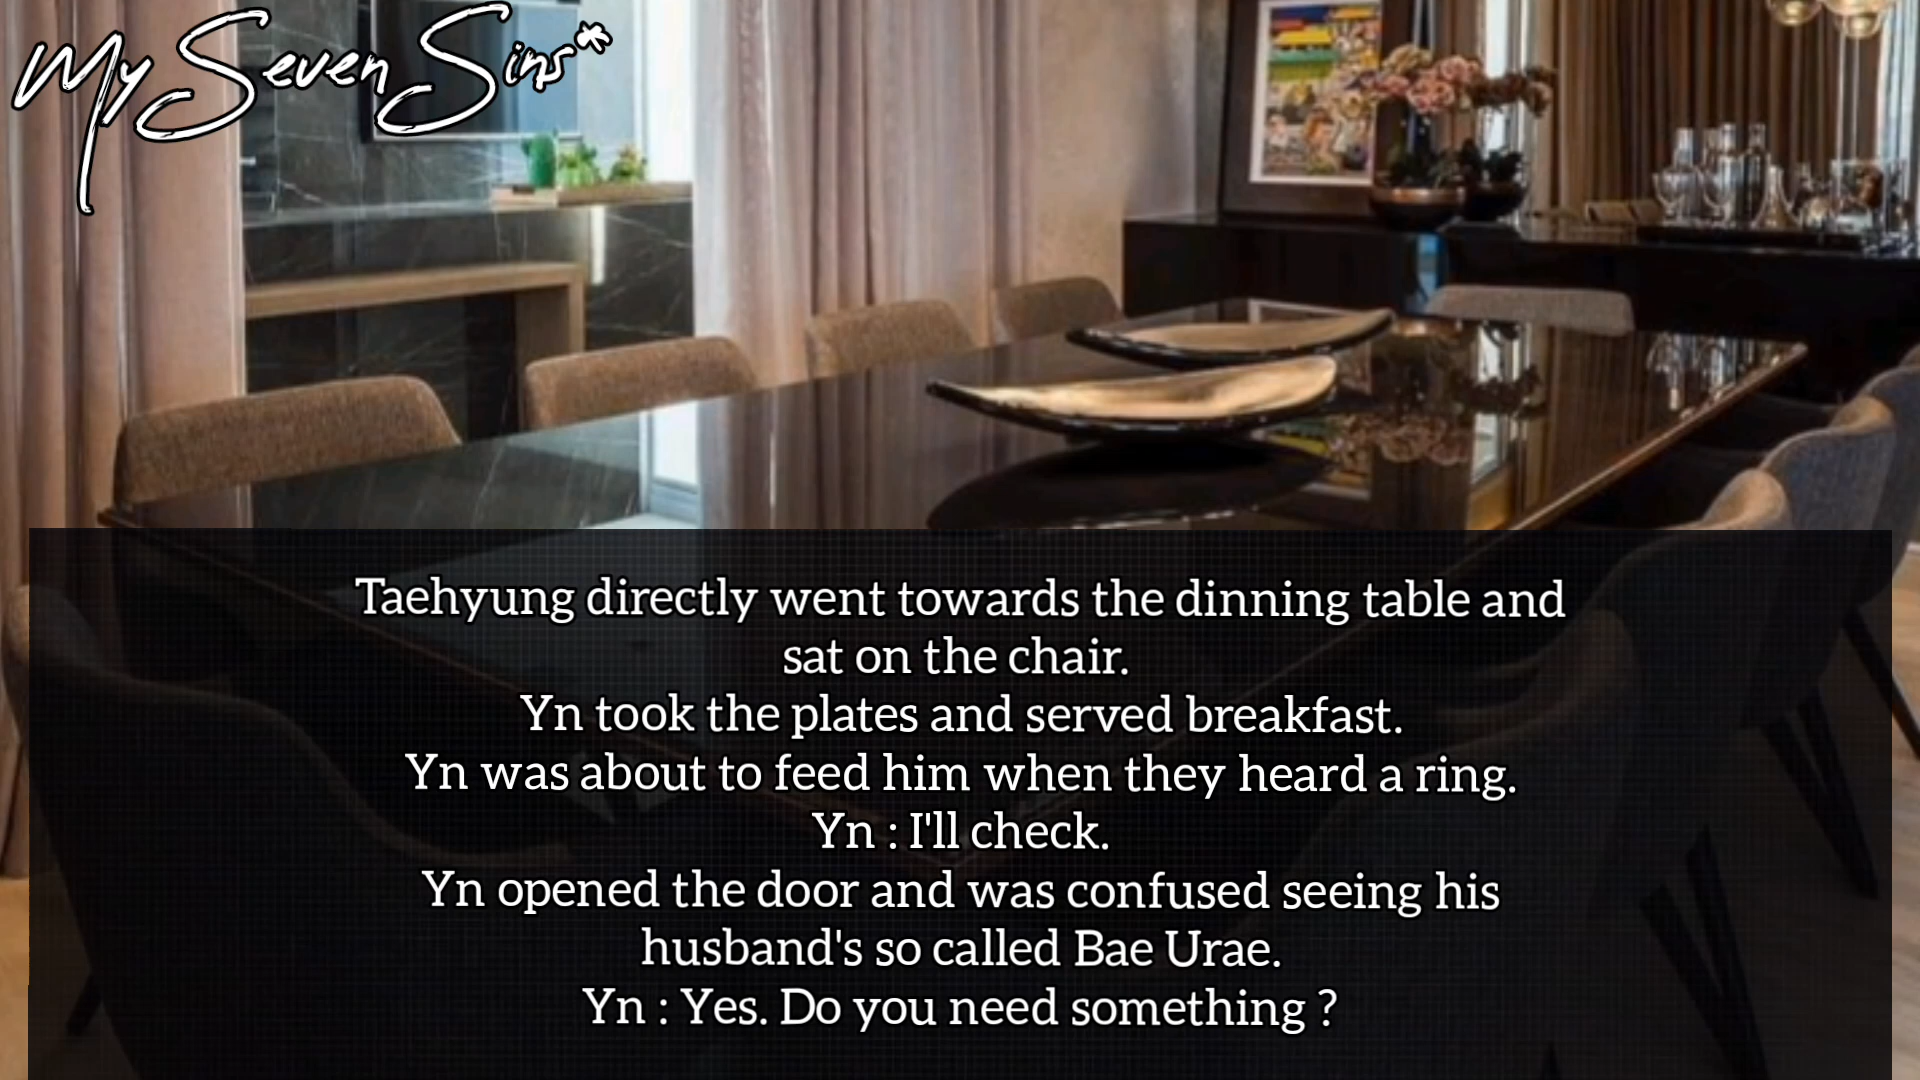 My Seven Sins*
Taehyung directly went towards the dinning table and
sat on the chair.
Yn took the plates and served breakfast.
Yn was about to feed him when they heard a ring.
Yn : I'll check.
Yn opened the door and was confused seeing his
husband's so called Bae Urae.
Yn : Yes. Do you need something ?